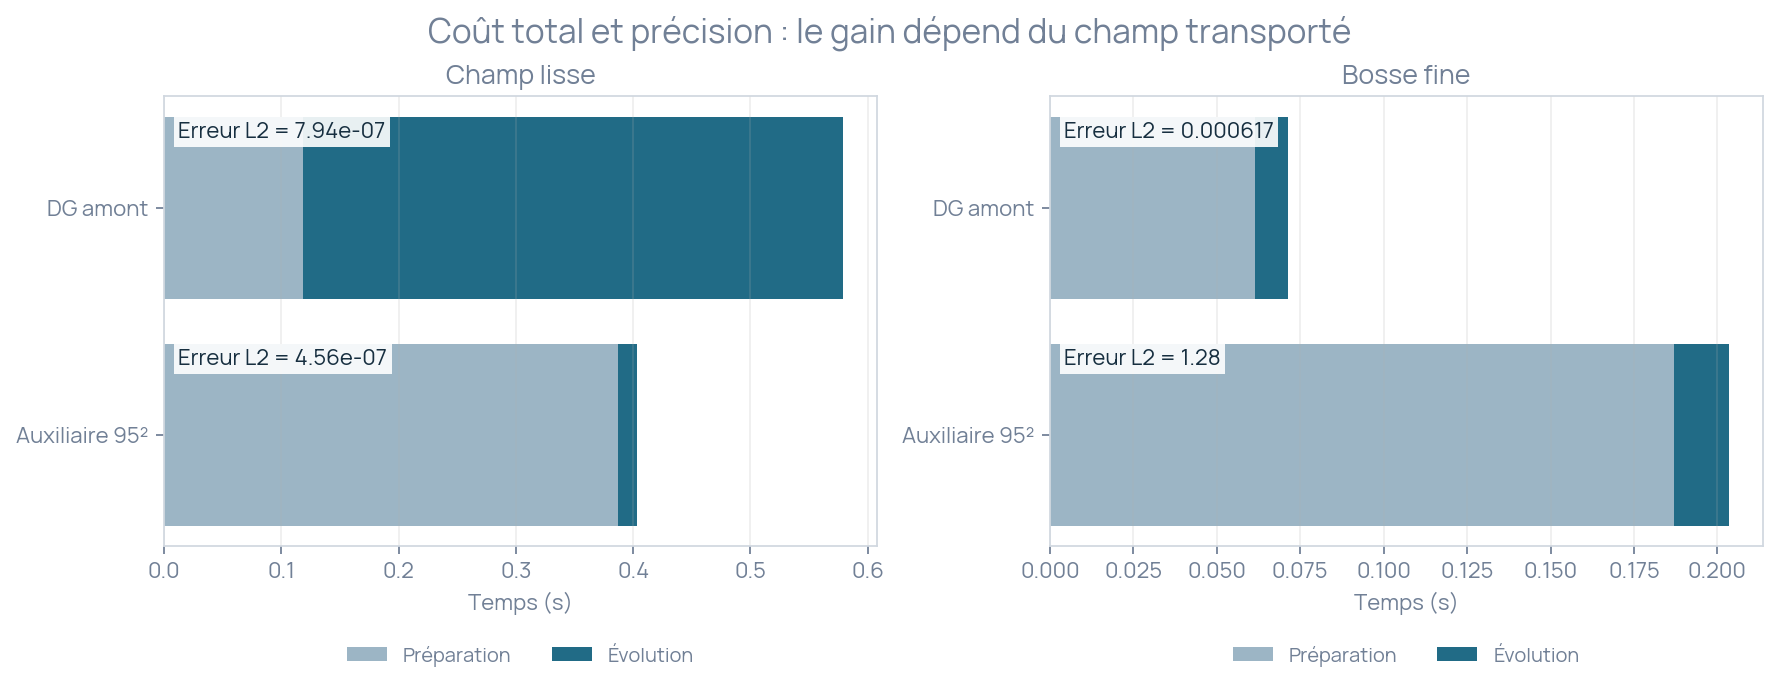 Coût total et précision : le gain dépend du champ transporté
Champ lisse
Erreur L2 = 7.94e-07
DG amont
Erreur L2 = 4.56e-07
Auxiliaire 95²
0.0 0.1 0.2 0.3 0.4 0.5 0.6
Temps (s)
Préparation Évolution
Bosse fine
Erreur L2 = 0.000617
DG amont
Erreur L2 = 1.28
Auxiliaire 95²
0.000 0.025 0.050 0.075 0.100 0.125 0.150 0.175 0.200
Temps (s)
Préparation Évolution